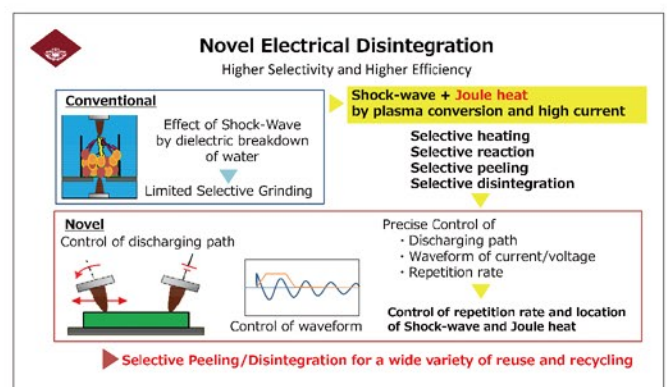 Novel Electrical Disintegration
Higher Selectivity and Higher Efficiency
Conventional
Effect of Shock-Wave
by dielectric breakdown
of water
Limited Selective Grinding
Shock-wave + Joule heat
by plasma conversion and high current
Selective heating
Selective reaction
Selective peeling
Selective disintegration
Novel
Control of discharging path
Control of waveform
Precise Control of
・Discharging path
・Waveform of current/voltage
・Repetition rate
Control of repetition rate and location
of Shock-wave and Joule heat
Selective Peeling/Disintegration for a wide variety of reuse and recycling